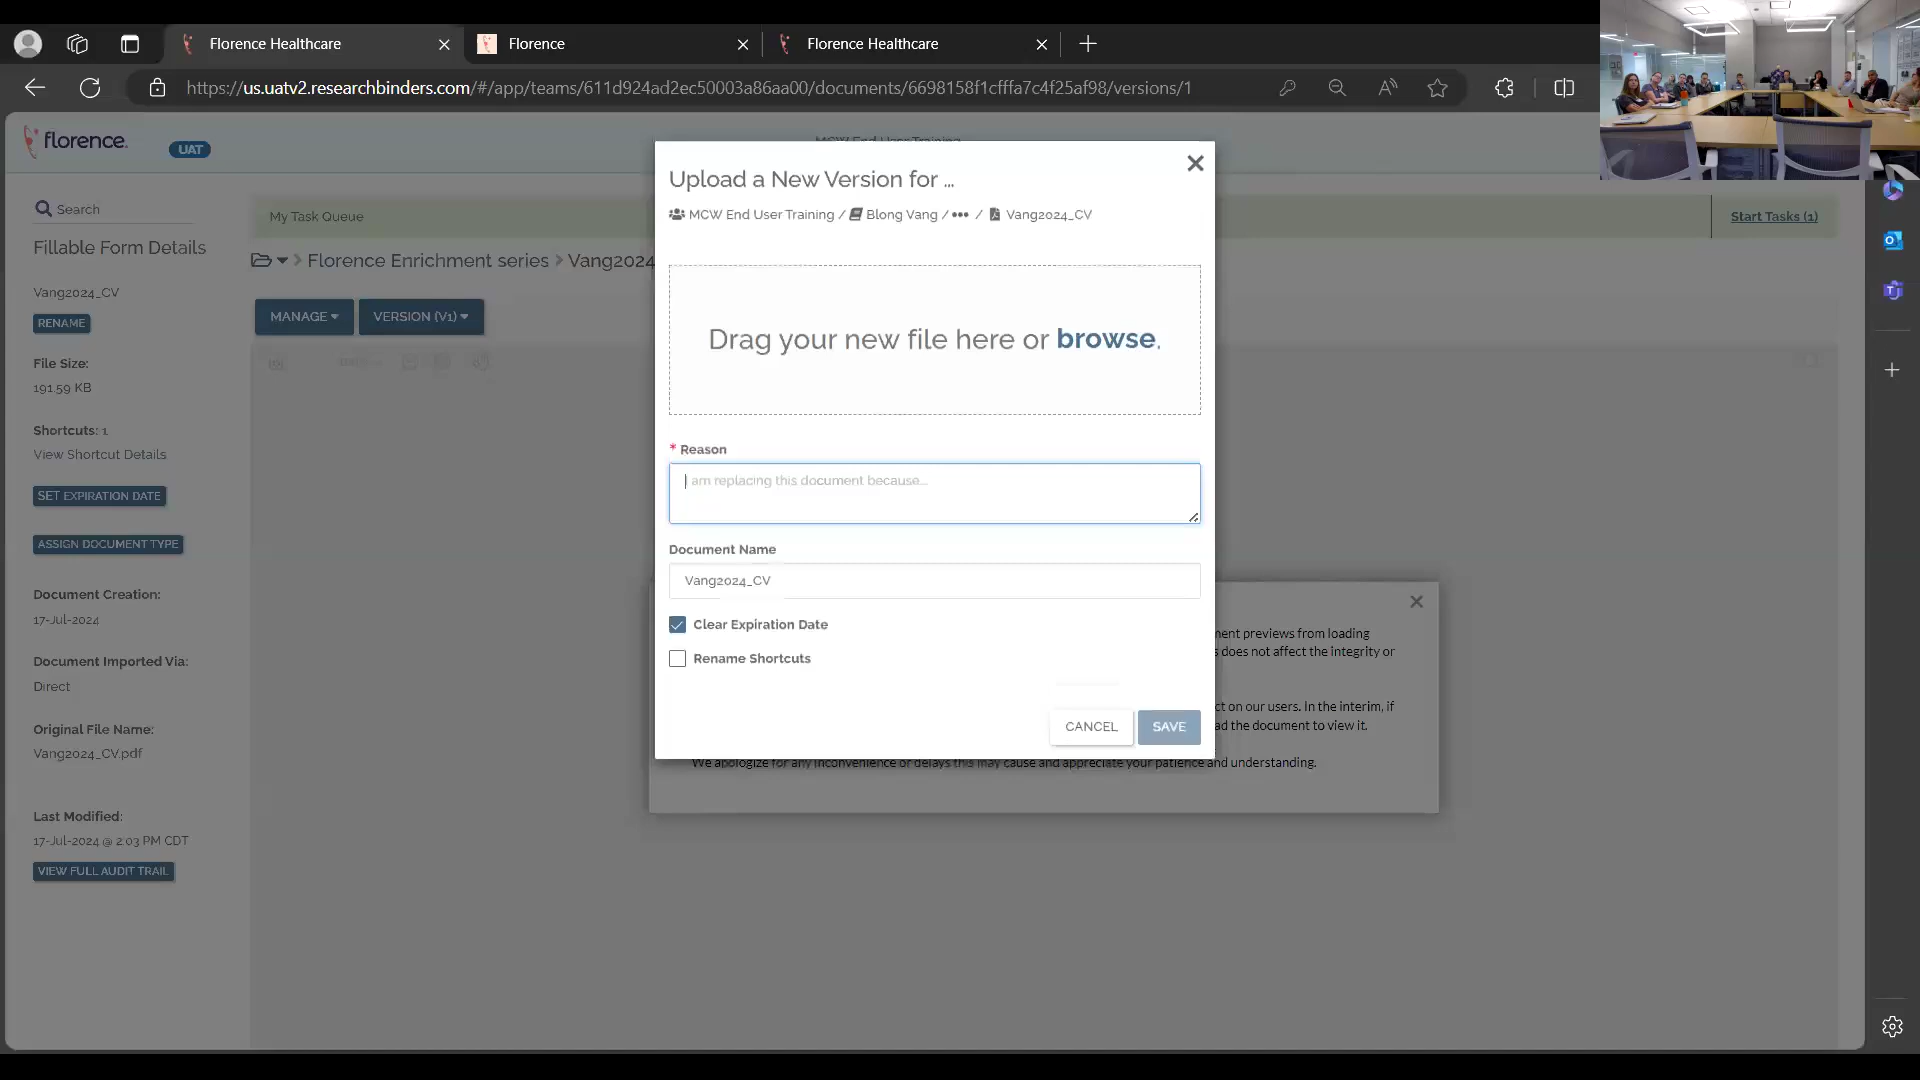 Florence Healthcare
Florence
Florence Healthcare
https://us.uatv2.researchbinders.com/#/app/teams/611d924ad2ec50003a86aa00/documents/6698158f1cfffa7c4f25af98/versions/1
florence.
UAT
MCW End User Training
Search
My Task Queue
Start Tasks (1)
Fillable Form Details
Florence Enrichment series > Vang2024
Vang2024_CV
RENAME
MANAGE
VERSION (V1)
File Size:
191.59 KB
Shortcuts: 1
View Shortcut Details
SET EXPIRATION DATE
ASSIGN DOCUMENT TYPE
Document Creation:
17-Jul-2024
Document Imported Via:
Direct
Original File Name:
Vang2024_CV.pdf
Last Modified:
17-Jul-2024 @ 2:03 PM CDT
VIEW FULL AUDIT TRAIL
Upload a New Version for ...
MCW End User Training / Blong Vang / ••• / Vang2024_CV
Drag your new file here or browse.
* Reason
I am replacing this document because...
Document Name
Vang2024_CV
Clear Expiration Date
Rename Shortcuts
CANCEL
SAVE
ment previews from loading
s does not affect the integrity or
ct on our users. In the interim, if
ad the document to view it.
We apologize for any inconvenience or delays this may cause and appreciate your patience and understanding.